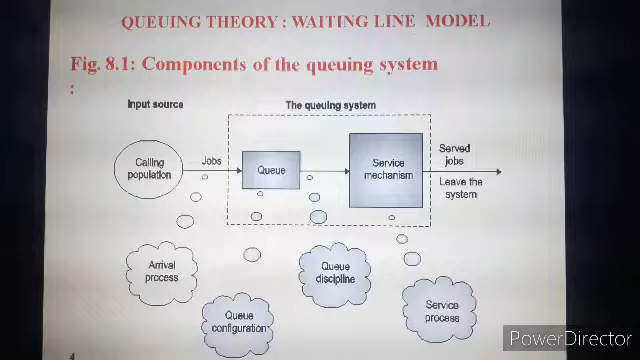 QUEUING THEORY : WAITING LINE MODEL
Fig. 8.1: Components of the queuing system
:
Input source
The queuing system
Calling
population
Jobs
Queue
Service
mechanism
Served
jobs
Leave the
system
Arrival
process
Queue
configuration
Queue
discipline
Service
process
4
PowerDirector